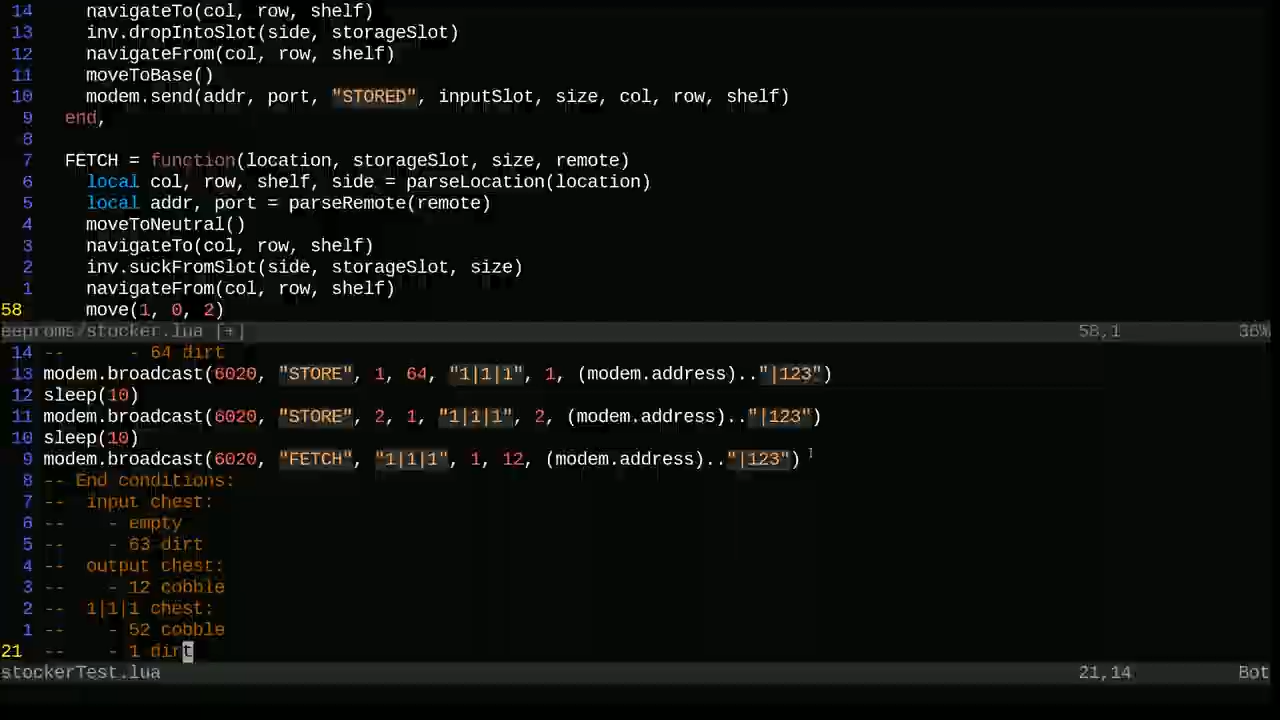 14     navigateTo(col, row, shelf)
13     inv.dropIntoSlot(side, storageSlot)
12     navigateFrom(col, row, shelf)
11     moveToBase()
10     modem.send(addr, port, "STORED", inputSlot, size, col, row, shelf)
9   end,
8
7   FETCH = function(location, storageSlot, size, remote)
6     local col, row, shelf, side = parseLocation(location)
5     local addr, port = parseRemote(remote)
4     moveToNeutral()
3     navigateTo(col, row, shelf)
2     inv.suckFromSlot(side, storageSlot, size)
1     navigateFrom(col, row, shelf)
58     move(1, 0, 2)
eeproms/stocker.lua [+] 58,1 36%
14 --      - 64 dirt
13 modem.broadcast(6020, "STORE", 1, 64, "1|1|1", 1, (modem.address).."|123")
12 sleep(10)
11 modem.broadcast(6020, "STORE", 2, 1, "1|1|1", 2, (modem.address).."|123")
10 sleep(10)
9 modem.broadcast(6020, "FETCH", "1|1|1", 1, 12, (modem.address).."|123")
8 -- End conditions:
7 --  input chest:
6 --    - empty
5 --    - 63 dirt
4 --  output chest:
3 --    - 12 cobble
2 --  1|1|1 chest:
1 --    - 52 cobble
21 --    - 1 dirt
stockerTest.lua 21,14 Bot